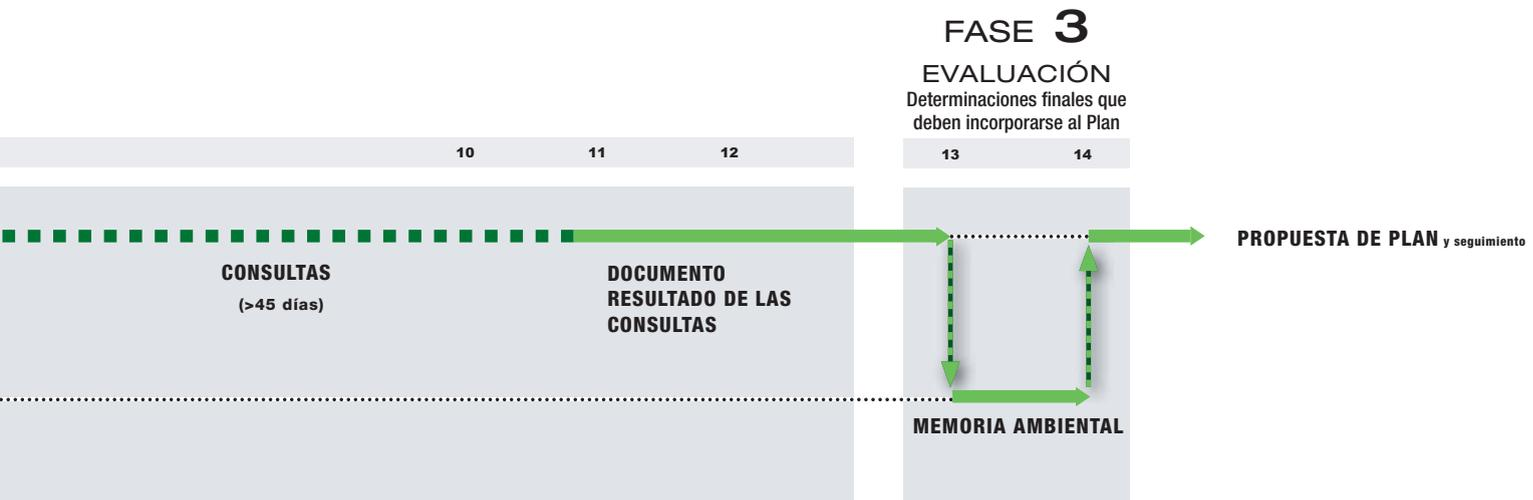 FASE 3
EVALUACIÓN
Determinaciones finales que
deben incorporarse al Plan
10 11 12 13 14
PROPUESTA DE PLAN y seguimiento
CONSULTAS
(>45 días)
DOCUMENTO
RESULTADO DE LAS
CONSULTAS
MEMORIA AMBIENTAL